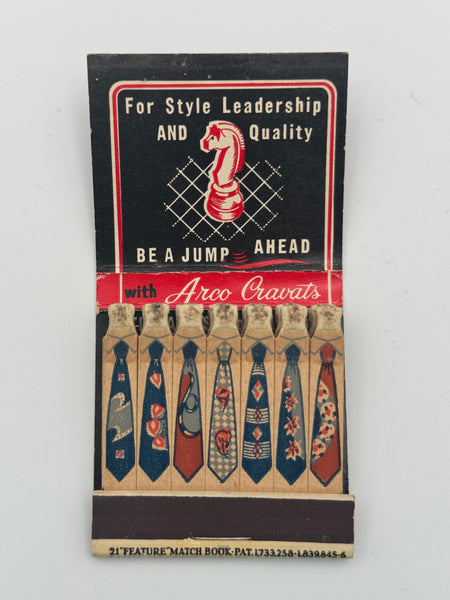 For Style Leadership
AND Quality
BE A JUMP AHEAD
with Arco Cravats
21 "FEATURE" MATCH BOOK·PAT. 1,733,258-1,839,845-6